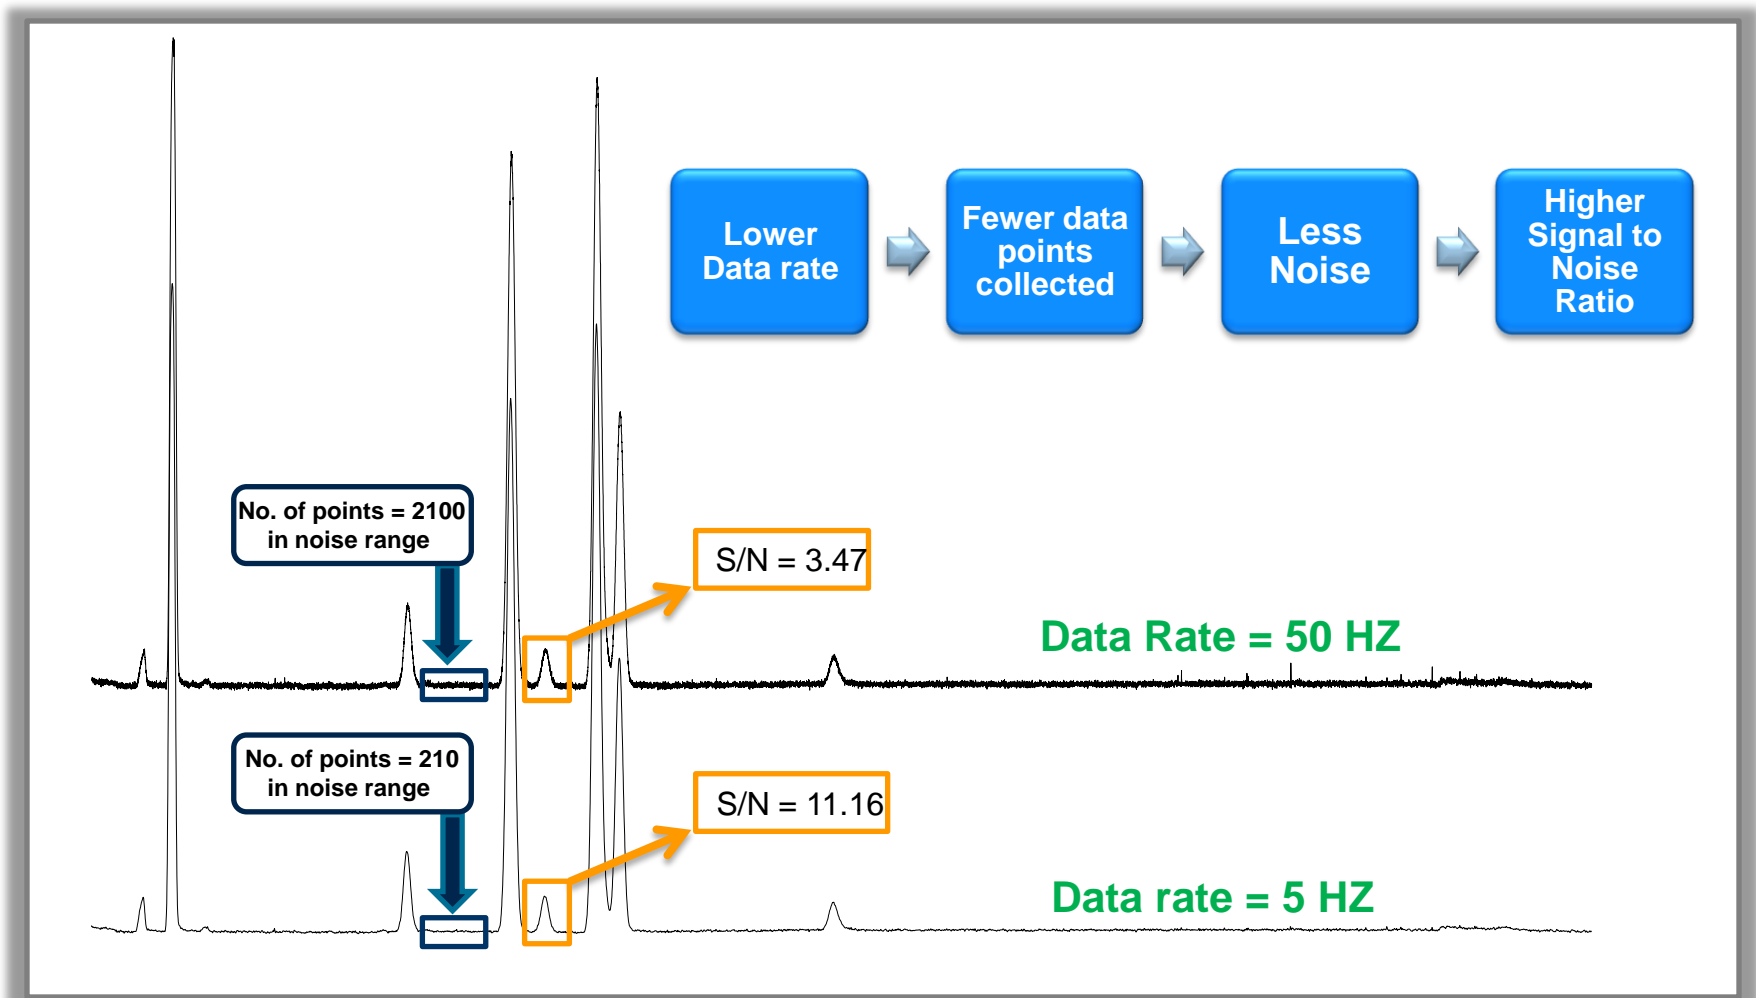 Lower
Data rate
Fewer data
points
collected
Less
Noise
Higher
Signal to
Noise
Ratio
No. of points = 2100
in noise range
S/N = 3.47
Data Rate = 50 HZ
No. of points = 210
in noise range
S/N = 11.16
Data rate = 5 HZ